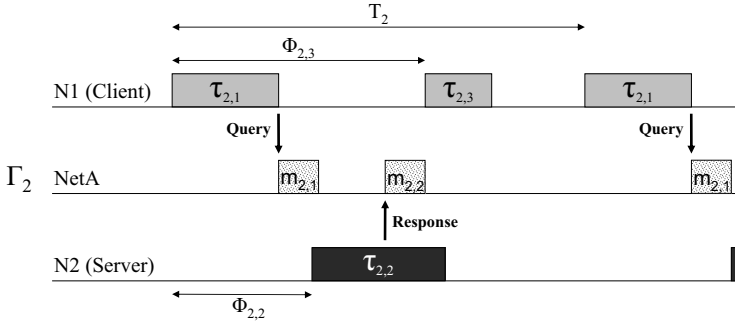 T2
Φ2,3
N1 (Client) τ2,1 τ2,3 τ2,1
Query Query
Γ2 NetA m2,1 m2,2 m2,1
Response
N2 (Server) τ2,2
Φ2,2